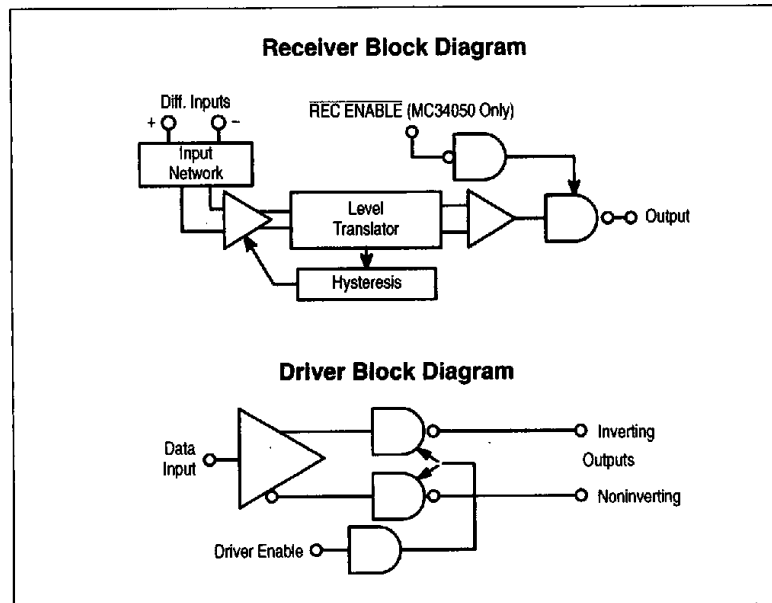 Receiver Block Diagram
Diff. Inputs
+ −
REC ENABLE (MC34050 Only)
Input
Network
Level
Translator
Output
Hysteresis
Driver Block Diagram
Data
Input
Inverting
Outputs
Noninverting
Driver Enable